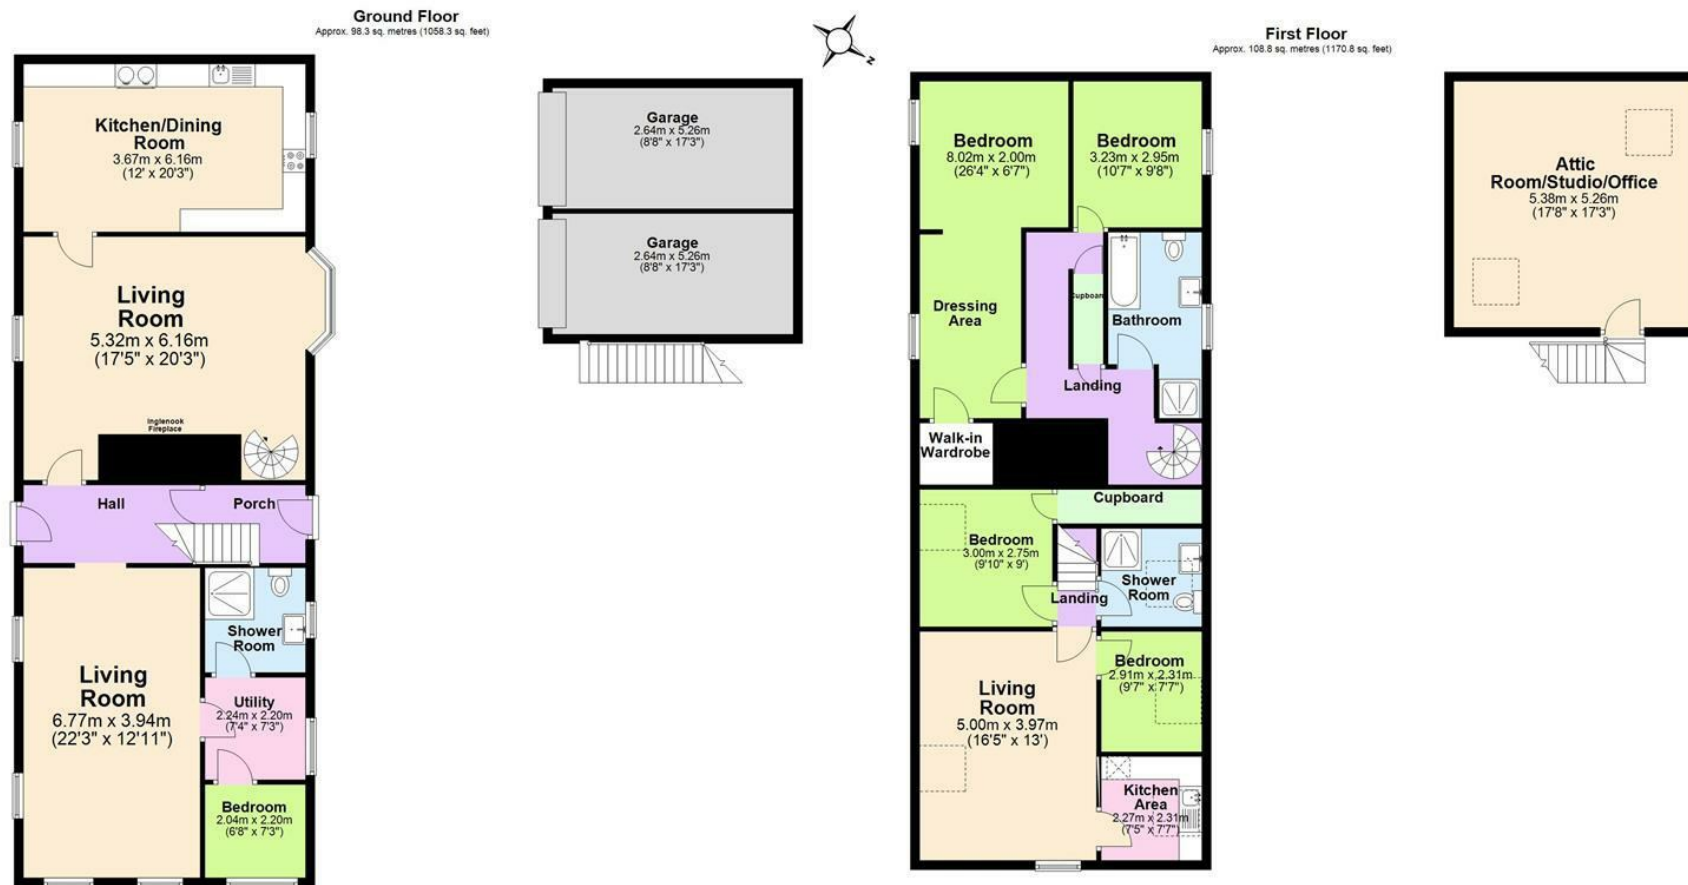 Ground Floor
Approx. 98.3 sq. metres (1058.3 sq. feet)
Kitchen/Dining
Room
3.67m x 6.16m
(12' x 20'3")
Living
Room
5.32m x 6.16m
(17'5" x 20'3")
Inglenook
Fireplace
Hall
Porch
Shower
Room
Living
Room
6.77m x 3.94m
(22'3" x 12'11")
Utility
2.24m x 2.20m
(7'4" x 7'3")
Bedroom
2.04m x 2.20m
(6'8" x 7'3")
Garage
2.64m x 5.26m
(8'8" x 17'3")
Garage
2.64m x 5.26m
(8'8" x 17'3")
N
First Floor
Approx. 108.8 sq. metres (1170.8 sq. feet)
Bedroom
8.02m x 2.00m
(26'4" x 6'7")
Bedroom
3.23m x 2.95m
(10'7" x 9'8")
Cupboard
Dressing
Area
Bathroom
Landing
Walk-in
Wardrobe
Cupboard
Bedroom
3.00m x 2.75m
(9'10" x 9')
Shower
Room
Landing
Bedroom
2.91m x 2.31m
(9'7" x 7'7")
Living
Room
5.00m x 3.97m
(16'5" x 13')
Kitchen
Area
2.27m x 2.31m
(7'5" x 7'7")
Attic
Room/Studio/Office
5.38m x 5.26m
(17'8" x 17'3")